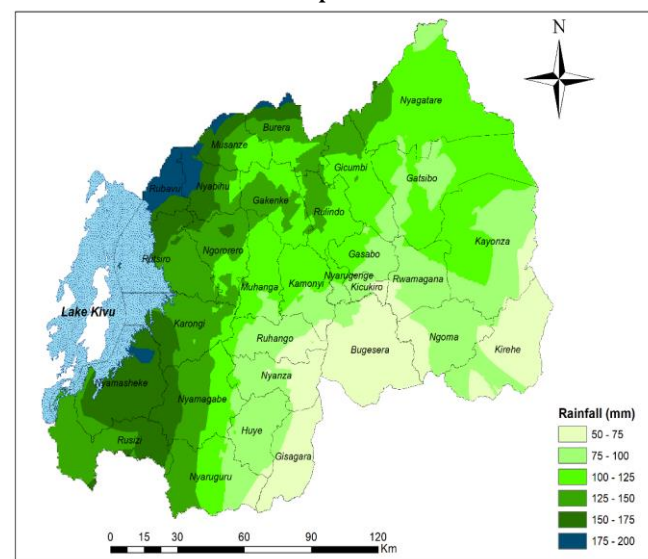 N
Nyagatare
Burera
Musanze
Gicumbi
Gatsibo
Rubavu
Nyabihu
Gakenke
Rulindo
Kayonza
Ngororero
Gasabo
Rutsiro
Nyarugenge
Rwamagana
Muhanga
Kamonyi
Kicukiro
Lake Kivu
Karongi
Ruhango
Bugesera
Ngoma
Kirehe
Nyanza
Nyamasheke
Nyamagabe
Huye
Rusizi
Gisagara
Nyaruguru
Rainfall (mm)
50 - 75
75 - 100
100 - 125
125 - 150
150 - 175
175 - 200
0 15 30 60 90 120
Km